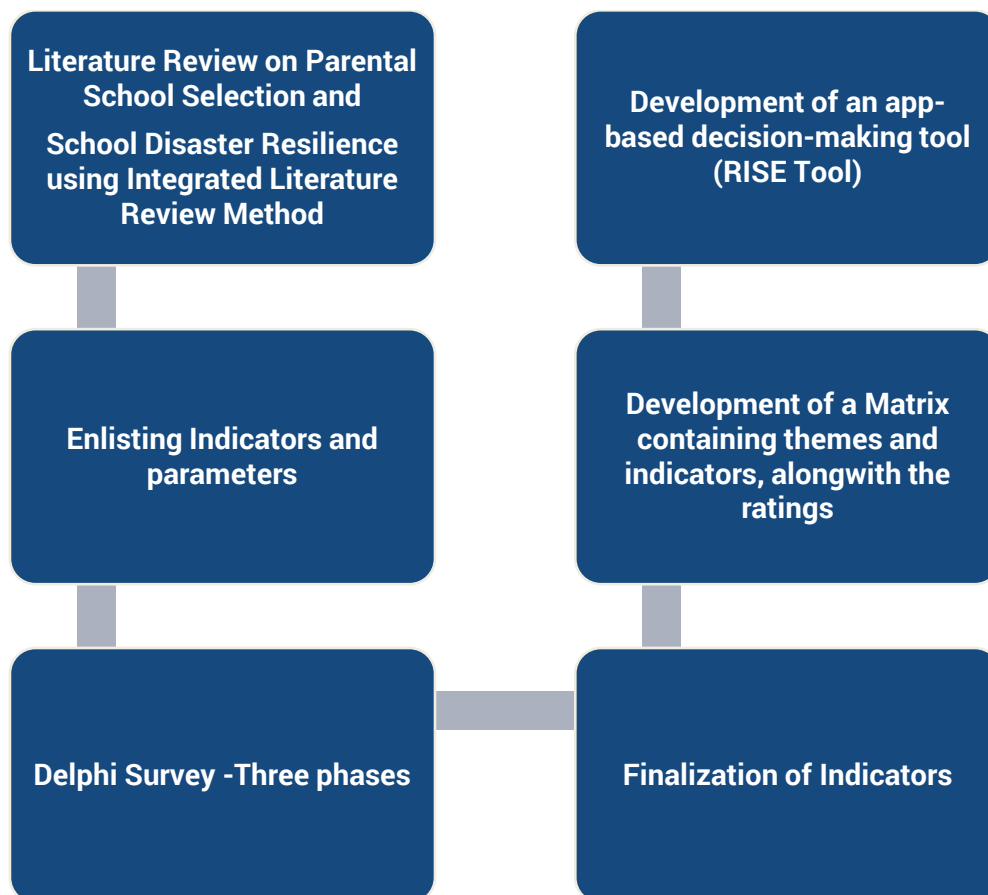 Literature Review on Parental
School Selection and
School Disaster Resilience
using Integrated Literature
Review Method
Enlisting Indicators and
parameters
Delphi Survey -Three phases
Finalization of Indicators
Development of a Matrix
containing themes and
indicators, alongwith the
ratings
Development of an app-
based decision-making tool
(RISE Tool)